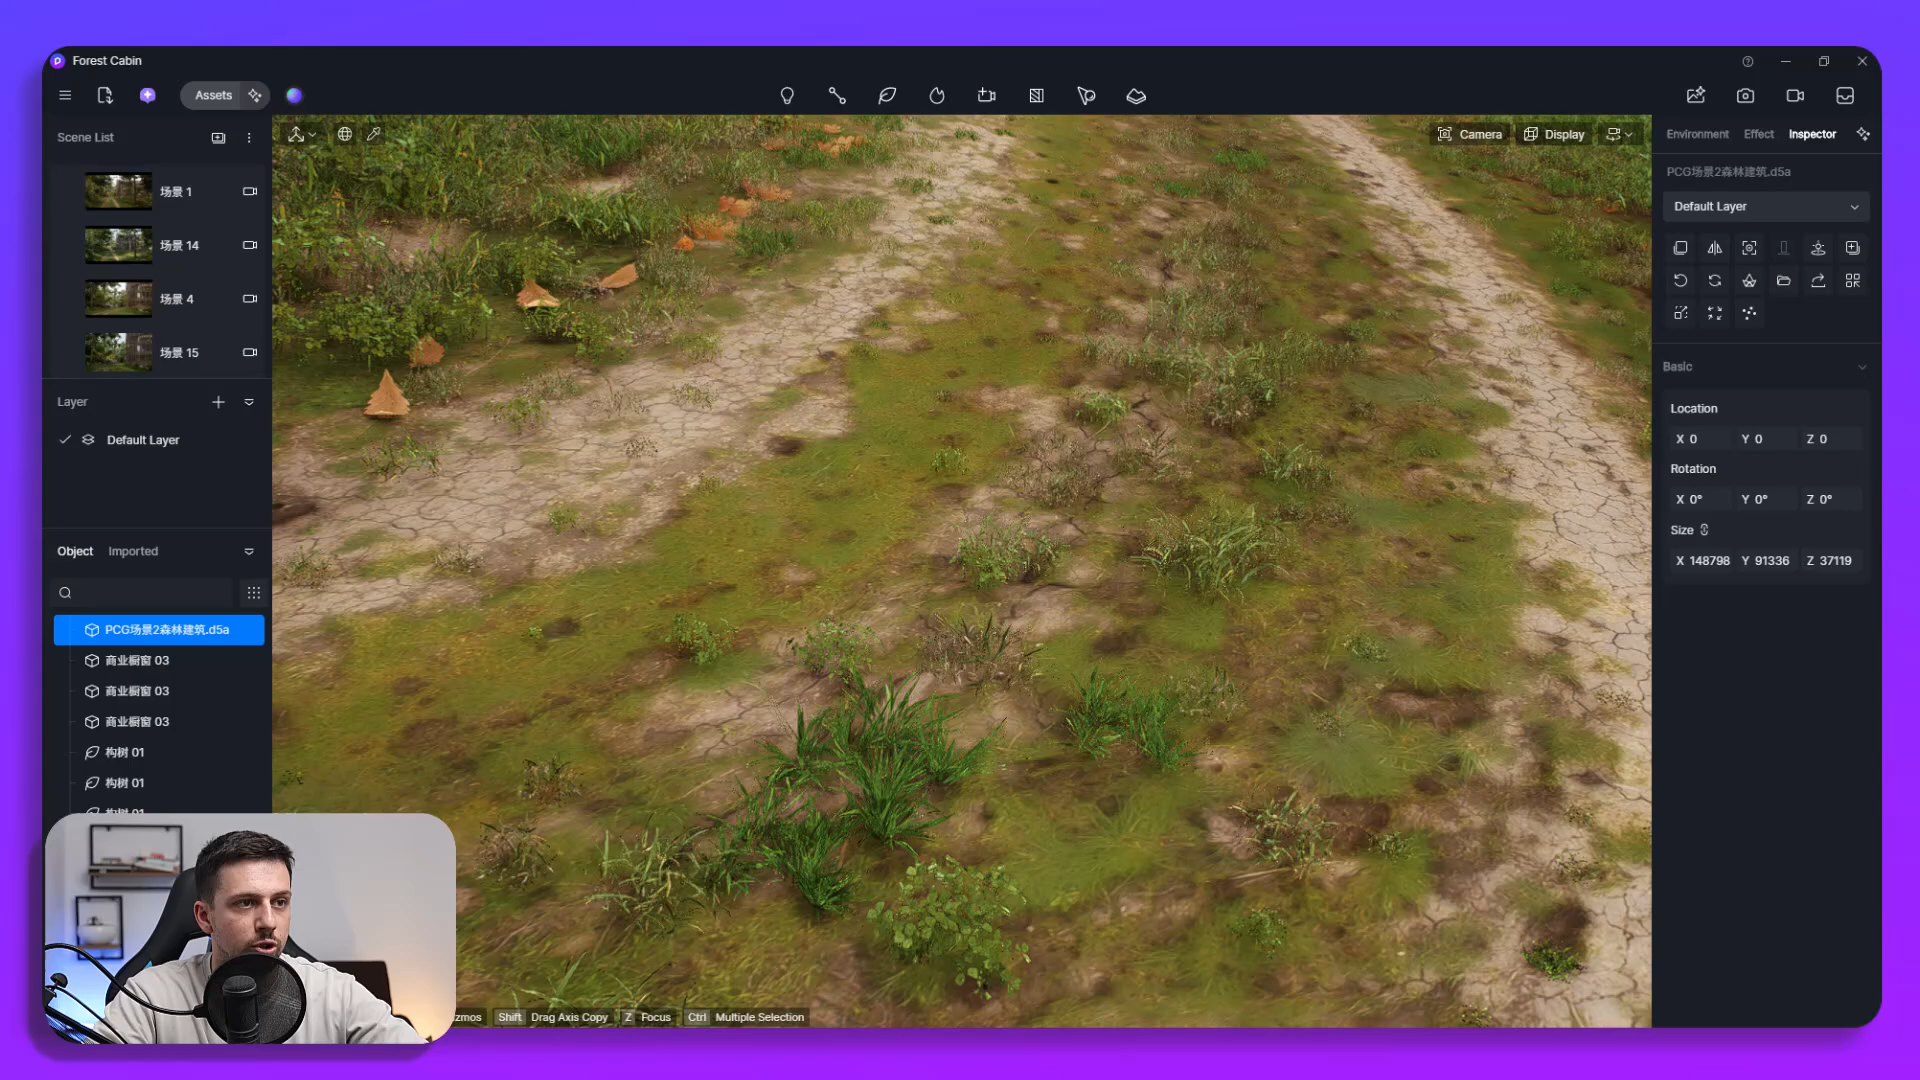 Forest Cabin
Assets
Scene List
场景 1
场景 14
场景 4
场景 15
Layer
Default Layer
Object Imported
PCG场景2森林建筑.d5a
商业橱窗 03
商业橱窗 03
商业橱窗 03
构树 01
构树 01
Camera Display
zmos Shift Drag Axis Copy Z Focus Ctrl Multiple Selection
Environment Effect Inspector
PCG场景2森林建筑.d5a
Default Layer
Basic
Location
X 0 Y 0 Z 0
Rotation
X 0° Y 0° Z 0°
Size
X 148798 Y 91336 Z 37119